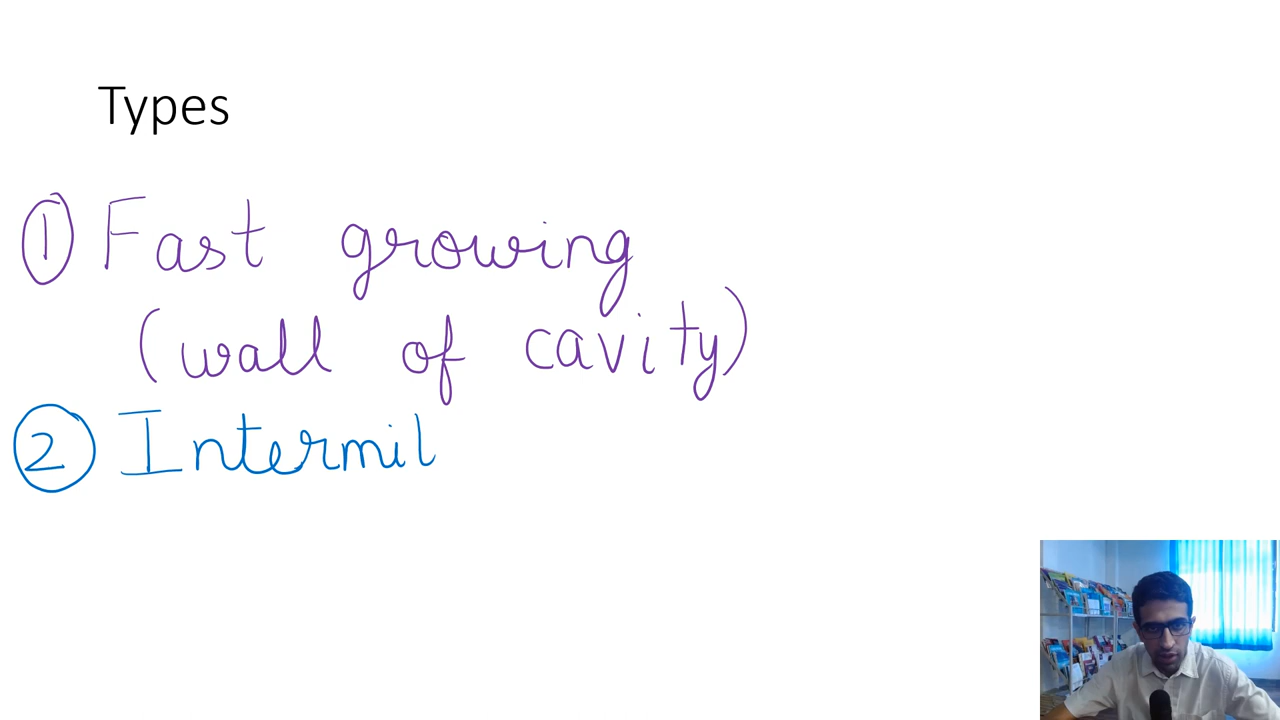 Types
① Fast growing
(wall of cavity)
② Intermil